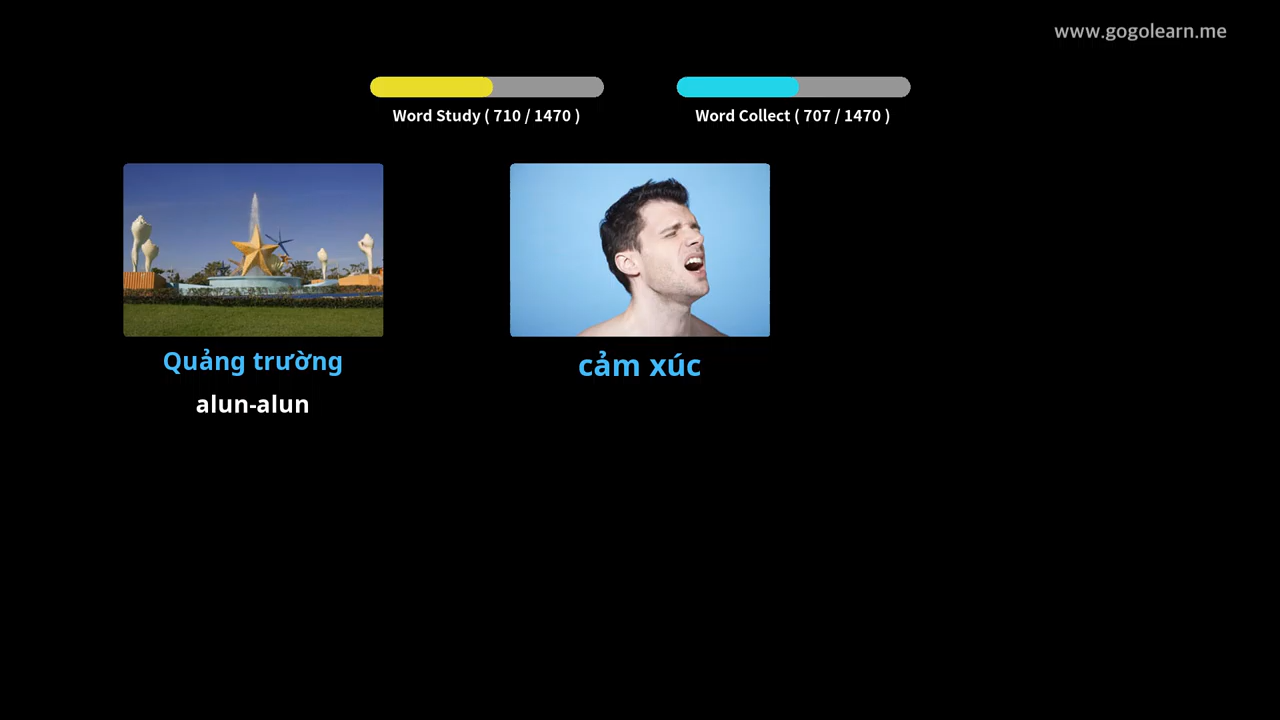 www.gogolearn.me
Word Study ( 710 / 1470 )
Word Collect ( 707 / 1470 )
Quảng trường
alun-alun
cảm xúc